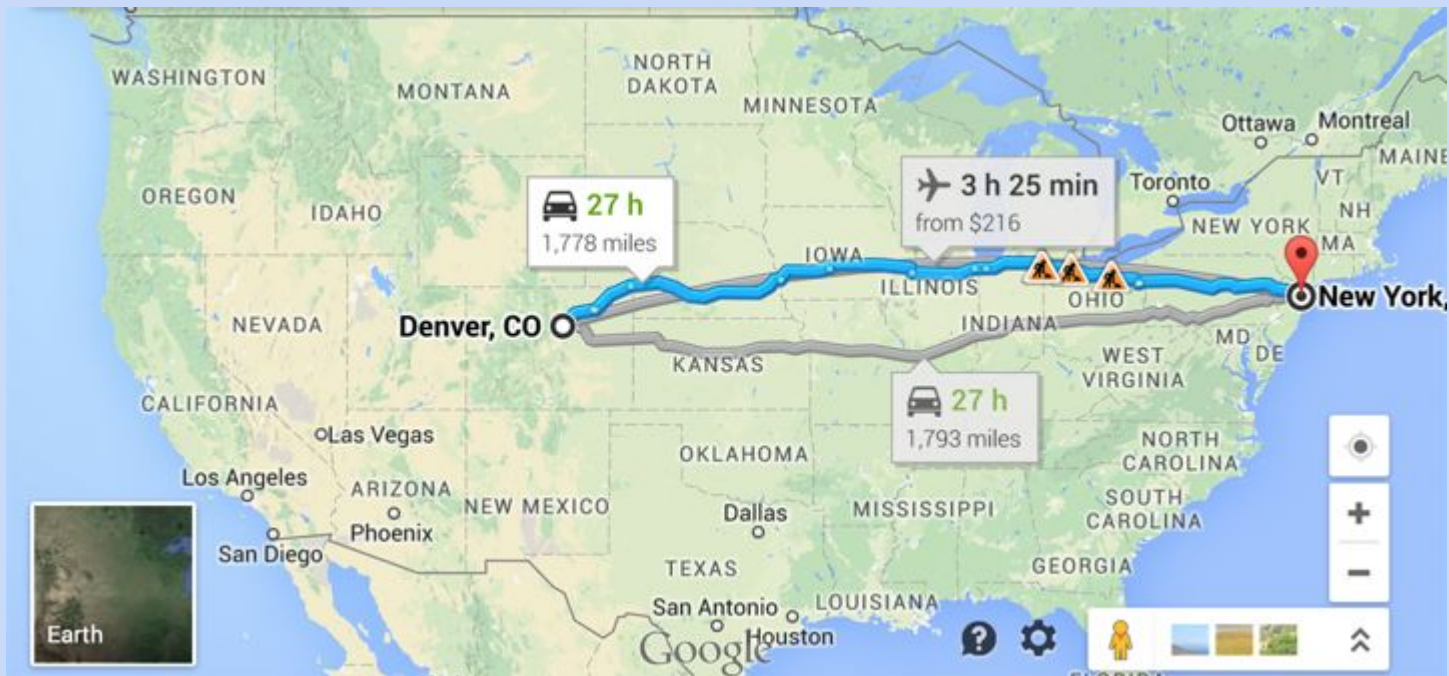 NORTH
DAKOTA
WASHINGTON
MONTANA
MINNESOTA
Ottawa
Montreal
MAINE
OREGON
IDAHO
27 h
1,778 miles
3 h 25 min
from $216
Toronto
VT
NH
NEW YORK
MA
IOWA
ILLINOIS
OHIO
New York,
Denver, CO
NEVADA
INDIANA
MD
DE
KANSAS
WEST
VIRGINIA
27 h
1,793 miles
CALIFORNIA
Las Vegas
OKLAHOMA
NORTH
CAROLINA
Los Angeles
ARIZONA
NEW MEXICO
Phoenix
Dallas
MISSISSIPPI
SOUTH
CAROLINA
San Diego
TEXAS
GEORGIA
San Antonio
LOUISIANA
Houston
Google
Earth